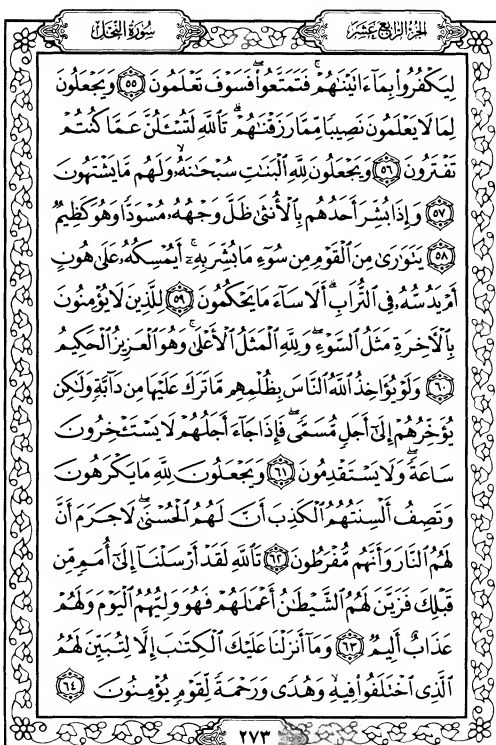 الجزء الرابع عشر
سورة النحل
لِيَكْفُرُوا۟ بِمَآ ءَاتَيْنَٰهُمْ ۚ فَتَمَتَّعُوا۟ ۖ فَسَوْفَ تَعْلَمُونَ ٥٥ وَيَجْعَلُونَ
لِمَا لَا يَعْلَمُونَ نَصِيبًا مِّمَّا رَزَقْنَٰهُمْ ۗ تَٱللَّهِ لَتُسْـَٔلُنَّ عَمَّا كُنتُمْ
تَفْتَرُونَ ٥٦ وَيَجْعَلُونَ لِلَّهِ ٱلْبَنَٰتِ سُبْحَٰنَهُۥ ۙ وَلَهُم مَّا يَشْتَهُونَ
٥٧ وَإِذَا بُشِّرَ أَحَدُهُم بِٱلْأُنثَىٰ ظَلَّ وَجْهُهُۥ مُسْوَدًّا وَهُوَ كَظِيمٌ
٥٨ يَتَوَٰرَىٰ مِنَ ٱلْقَوْمِ مِن سُوٓءِ مَا بُشِّرَ بِهِۦٓ ۚ أَيُمْسِكُهُۥ عَلَىٰ هُونٍ
أَمْ يَدُسُّهُۥ فِى ٱلتُّرَابِ ۗ أَلَا سَآءَ مَا يَحْكُمُونَ ٥٩ لِلَّذِينَ لَا يُؤْمِنُونَ
بِٱلْءَاخِرَةِ مَثَلُ ٱلسَّوْءِ ۖ وَلِلَّهِ ٱلْمَثَلُ ٱلْأَعْلَىٰ ۚ وَهُوَ ٱلْعَزِيزُ ٱلْحَكِيمُ
٦٠ وَلَوْ يُؤَاخِذُ ٱللَّهُ ٱلنَّاسَ بِظُلْمِهِم مَّا تَرَكَ عَلَيْهَا مِن دَآبَّةٍ وَلَٰكِن
يُؤَخِّرُهُمْ إِلَىٰٓ أَجَلٍ مُّسَمًّى ۖ فَإِذَا جَآءَ أَجَلُهُمْ لَا يَسْتَـْٔخِرُونَ
سَاعَةً ۖ وَلَا يَسْتَقْدِمُونَ ٦١ وَيَجْعَلُونَ لِلَّهِ مَا يَكْرَهُونَ
وَتَصِفُ أَلْسِنَتُهُمُ ٱلْكَذِبَ أَنَّ لَهُمُ ٱلْحُسْنَىٰ ۖ لَا جَرَمَ أَنَّ
لَهُمُ ٱلنَّارَ وَأَنَّهُم مُّفْرَطُونَ ٦٢ تَٱللَّهِ لَقَدْ أَرْسَلْنَآ إِلَىٰٓ أُمَمٍ مِّن
قَبْلِكَ فَزَيَّنَ لَهُمُ ٱلشَّيْطَٰنُ أَعْمَٰلَهُمْ فَهُوَ وَلِيُّهُمُ ٱلْيَوْمَ وَلَهُمْ
عَذَابٌ أَلِيمٌ ٦٣ وَمَآ أَنزَلْنَا عَلَيْكَ ٱلْكِتَٰبَ إِلَّا لِتُبَيِّنَ لَهُمُ
ٱلَّذِى ٱخْتَلَفُوا۟ فِيهِ ۙ وَهُدًى وَرَحْمَةً لِّقَوْمٍ يُؤْمِنُونَ ٦٤
٢٧٣